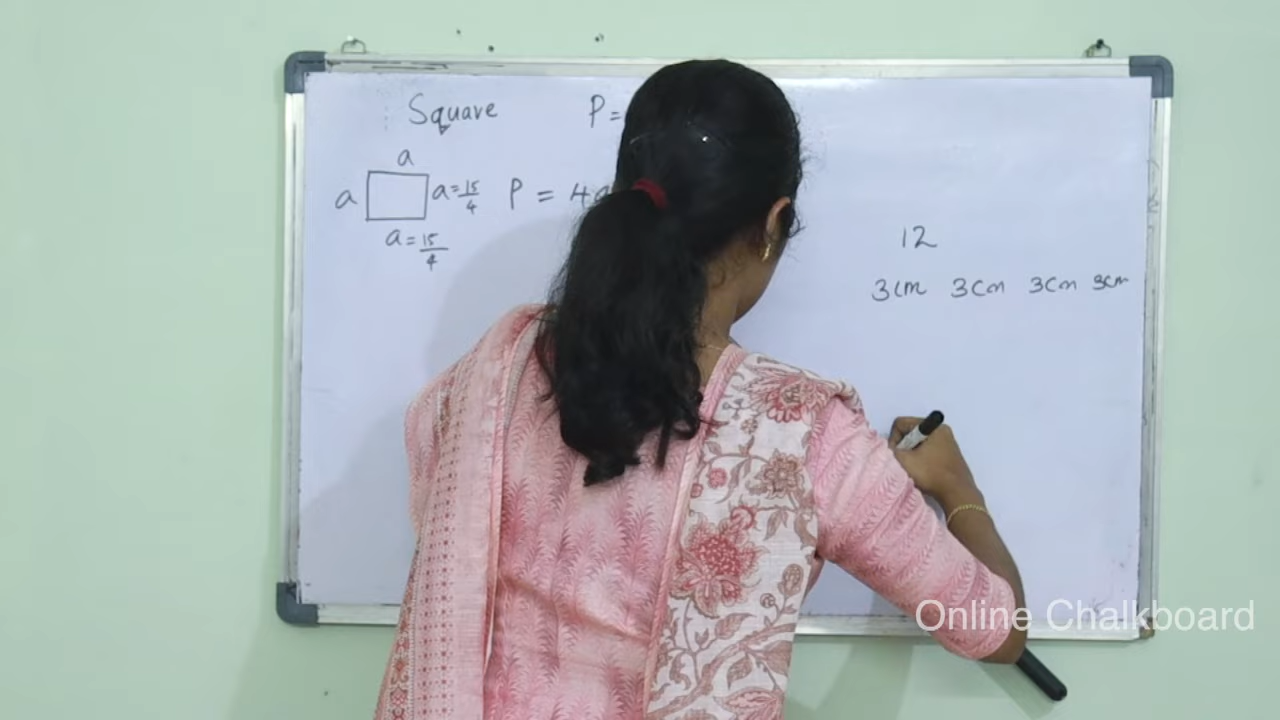 Square P =
a
a a = 15/4 P = 4a
a = 15/4
12
3cm 3cm 3cm 3cm
Online Chalkboard